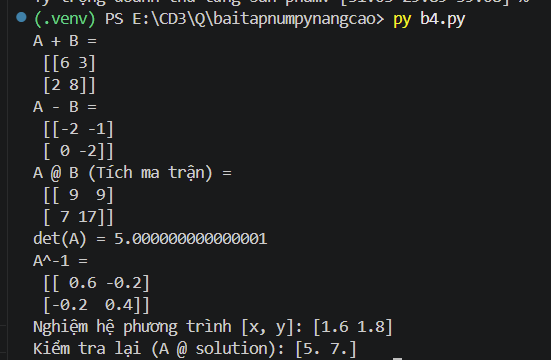 (.venv) PS E:\CD3\Q\baitapnumpynangcao> py b4.py
A + B =
 [[6 3]
 [2 8]]
A - B =
 [[-2 -1]
 [ 0 -2]]
A @ B (Tích ma trận) =
 [[ 9  9]
 [ 7 17]]
det(A) = 5.000000000000001
A^-1 =
 [[ 0.6 -0.2]
 [-0.2  0.4]]
Nghiệm hệ phương trình [x, y]: [1.6 1.8]
Kiểm tra lại (A @ solution): [5. 7.]